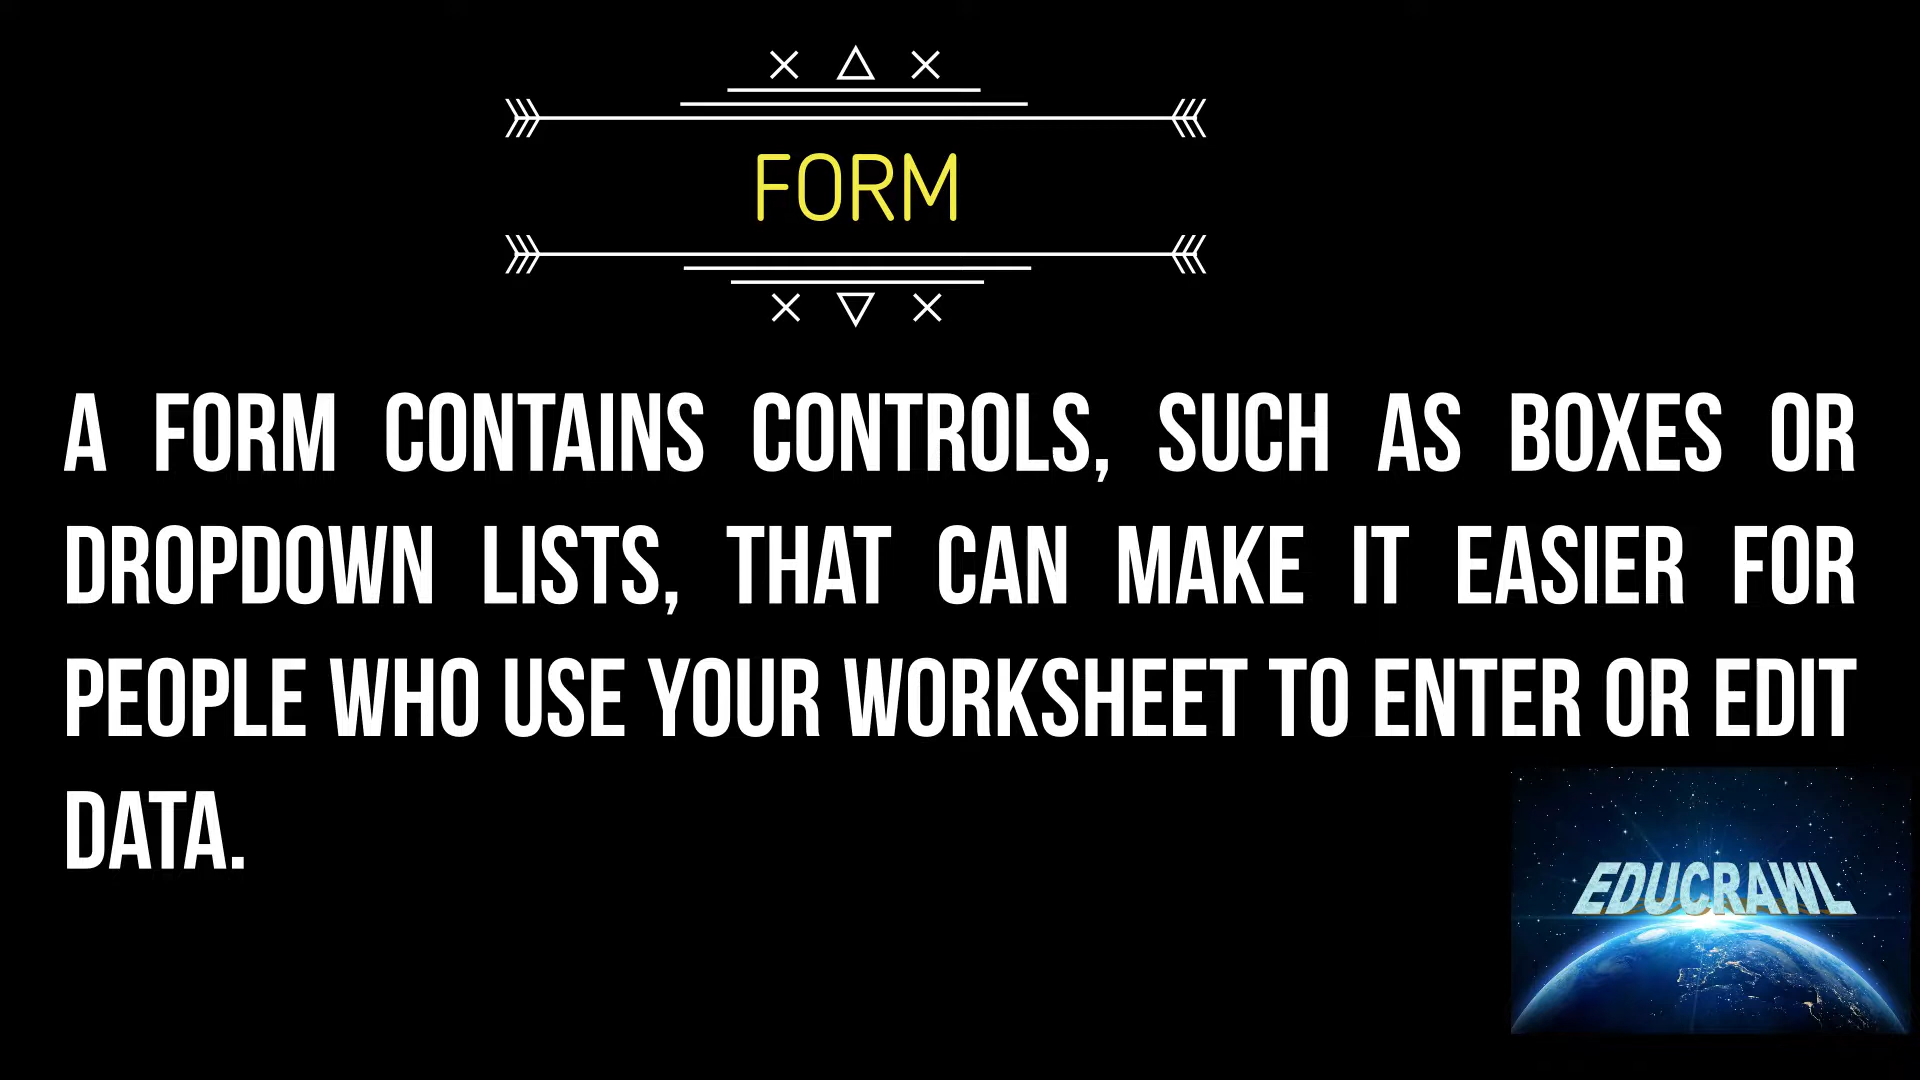 FORM
A FORM CONTAINS CONTROLS, SUCH AS BOXES OR
DROPDOWN LISTS, THAT CAN MAKE IT EASIER FOR
PEOPLE WHO USE YOUR WORKSHEET TO ENTER OR EDIT
DATA.
EDUCRAWL